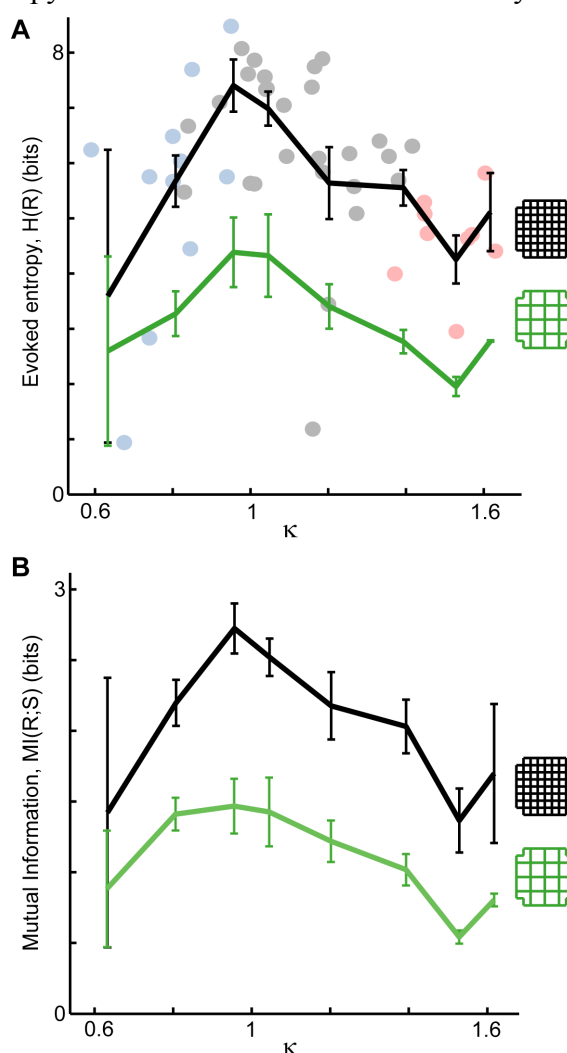 A
8
Evoked entropy, H(R) (bits)
0
0.6 1 1.6
κ
B
3
Mutual Information, MI(R;S) (bits)
0
0.6 1 1.6
κ